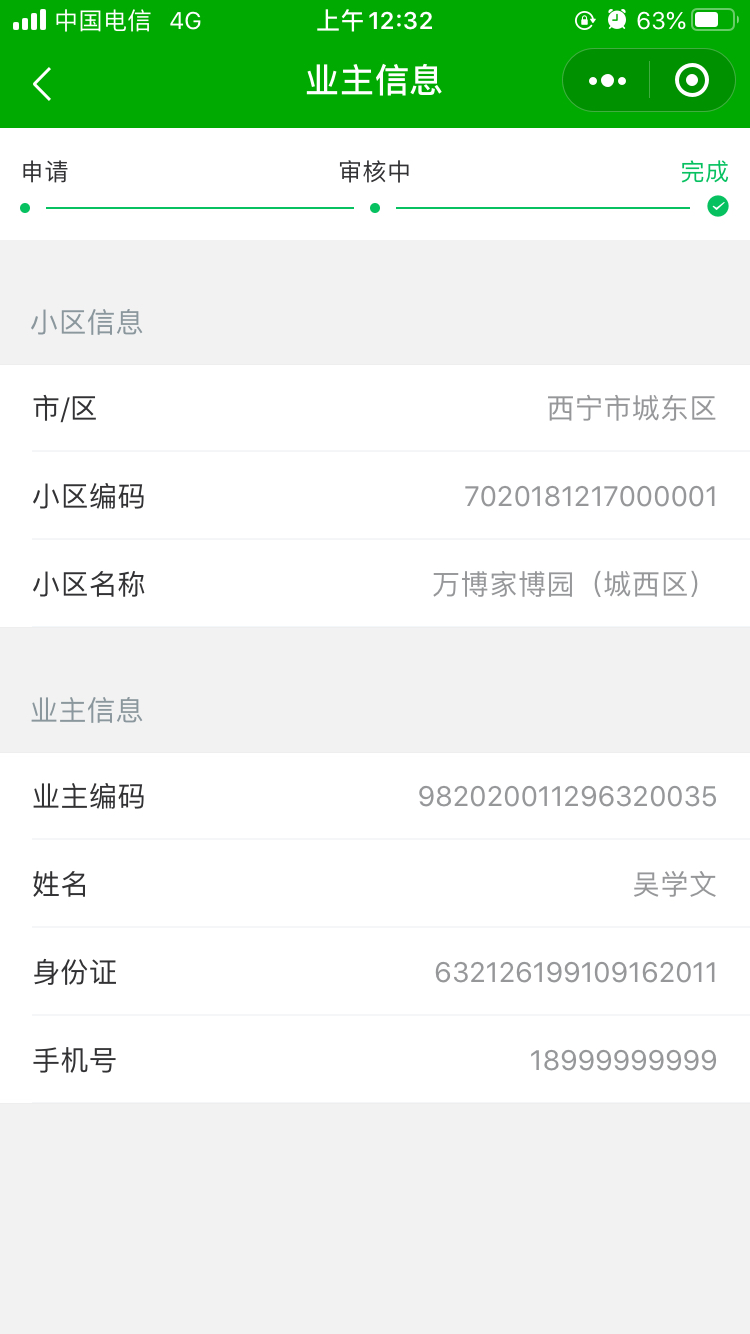 中国电信 4G 上午12:32 63%
业主信息
申请 审核中 完成
小区信息
市/区 西宁市城东区
小区编码 7020181217000001
小区名称 万博家博园（城西区）
业主信息
业主编码 982020011296320035
姓名 吴学文
身份证 632126199109162011
手机号 18999999999